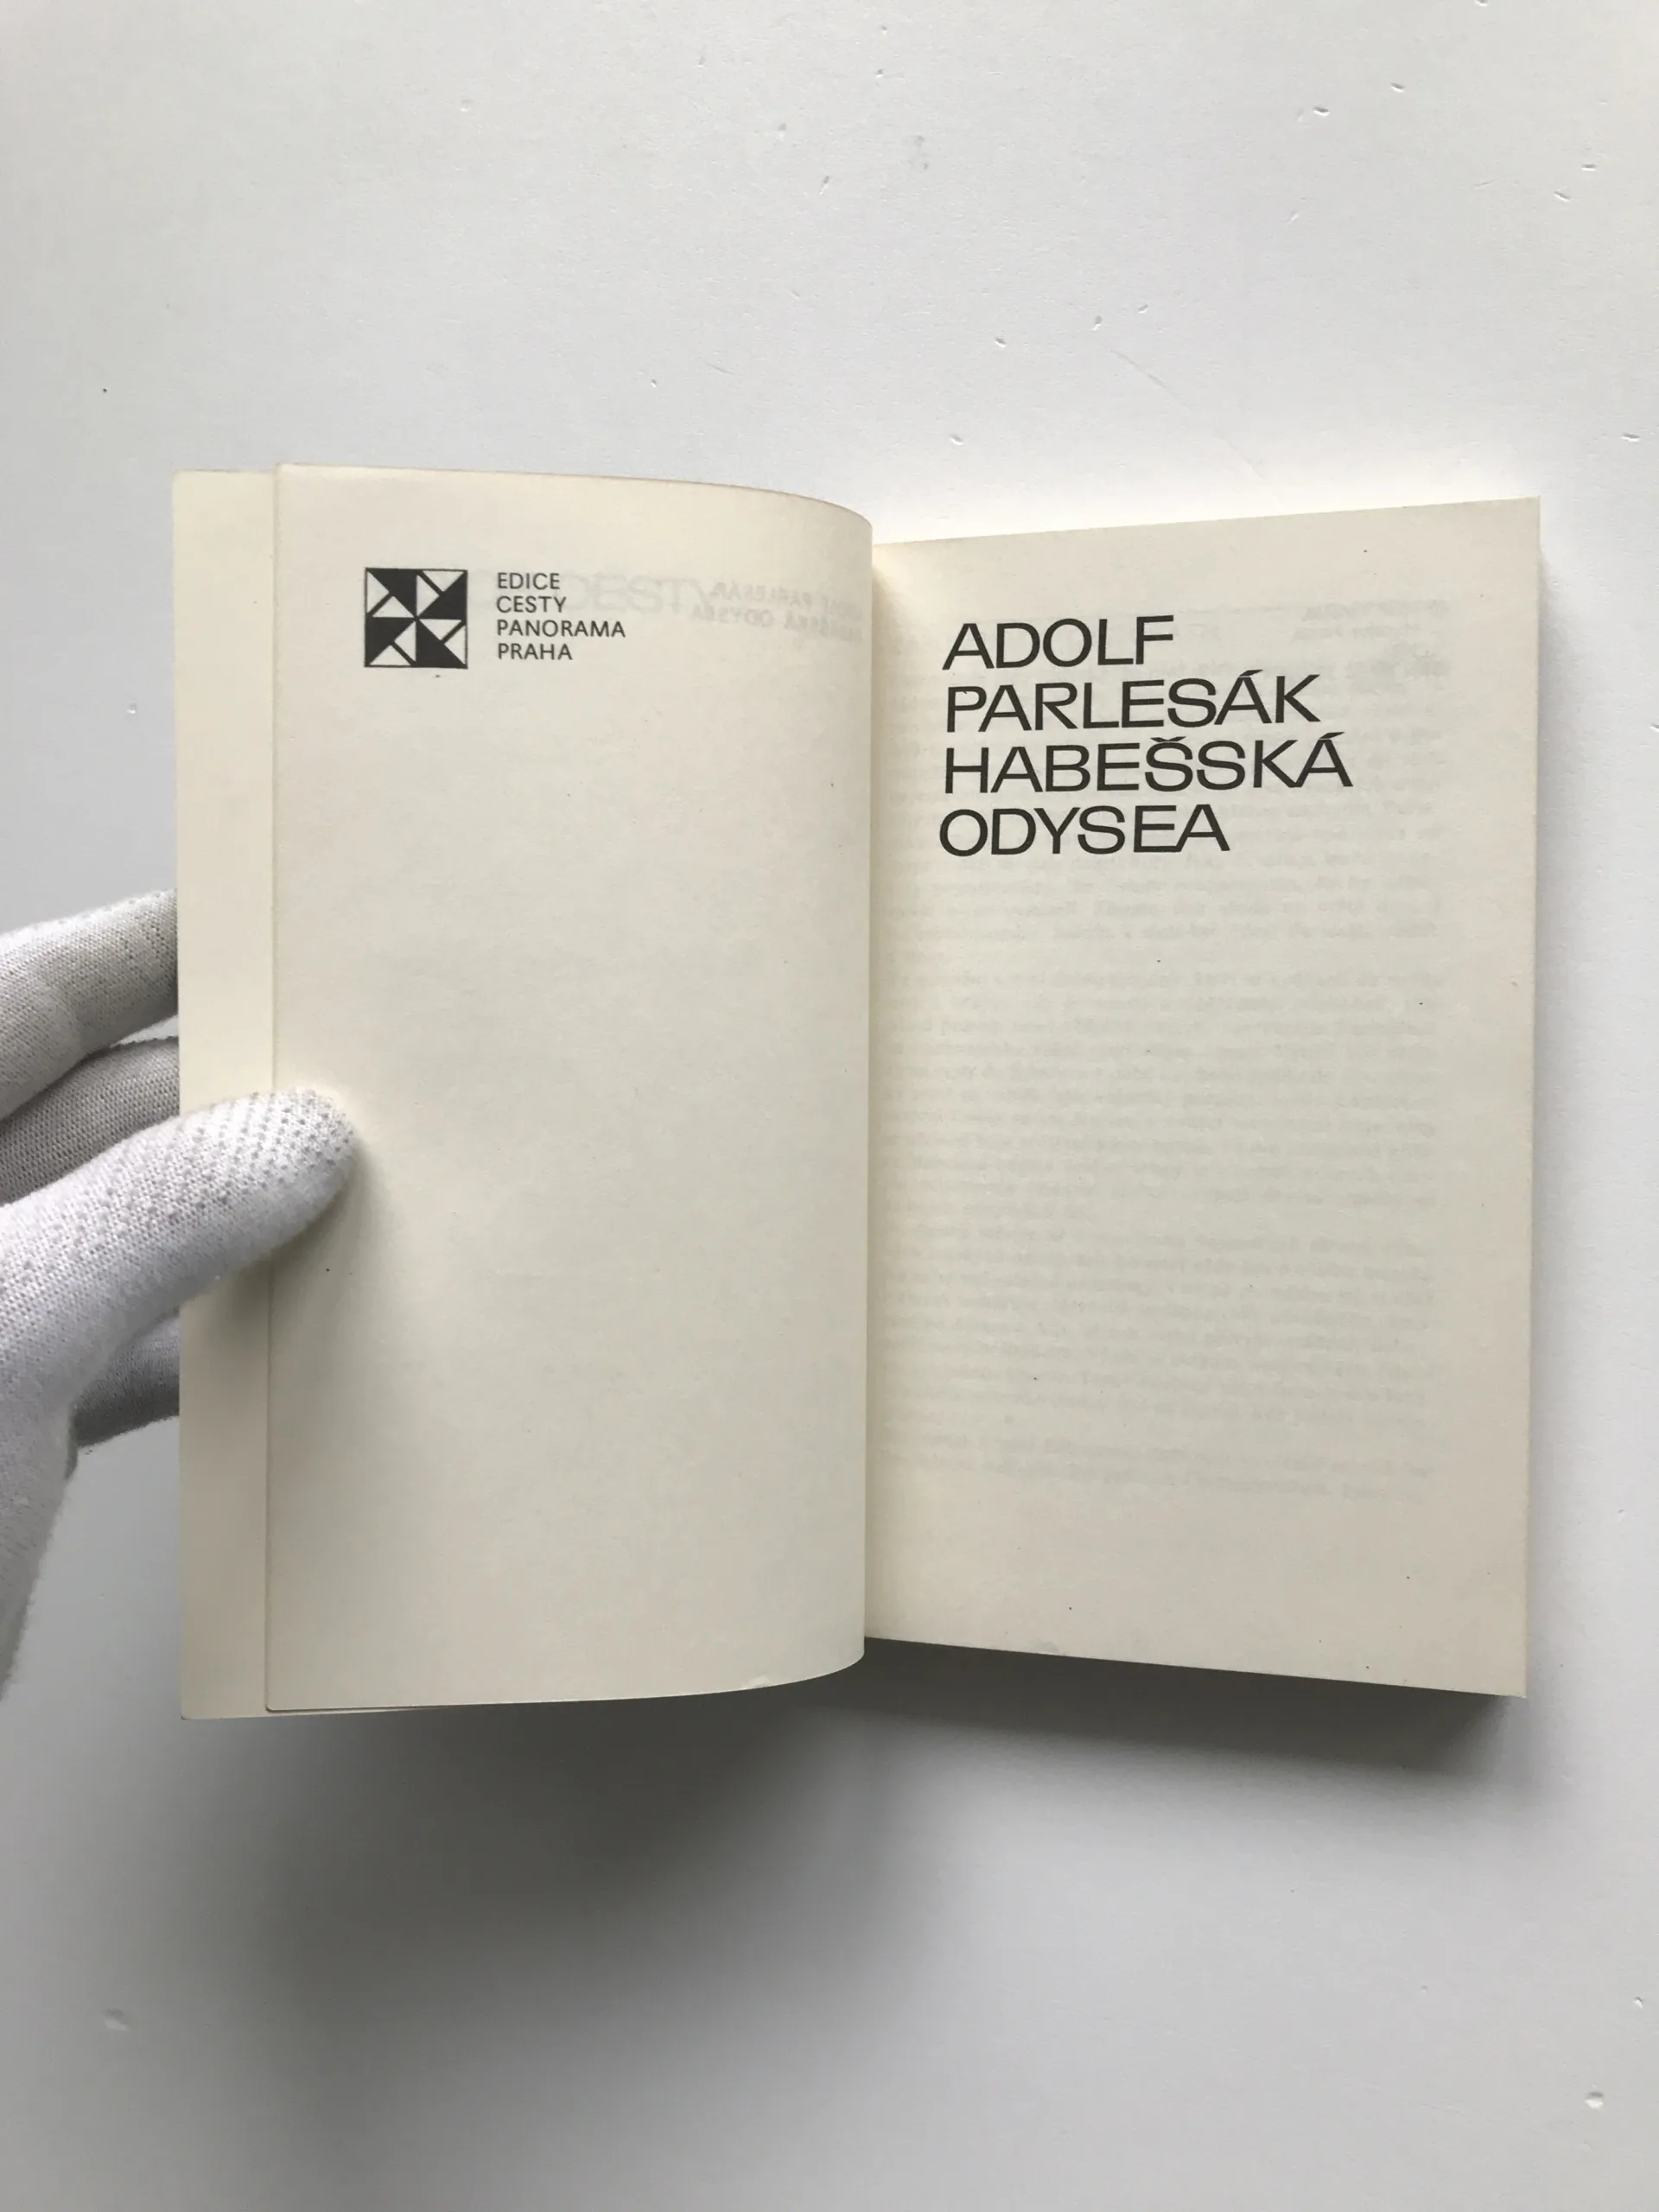 EDICE
CESTY
PANORAMA
PRAHA
ADOLF
PARLESÁK
HABEŠSKÁ
ODYSEA